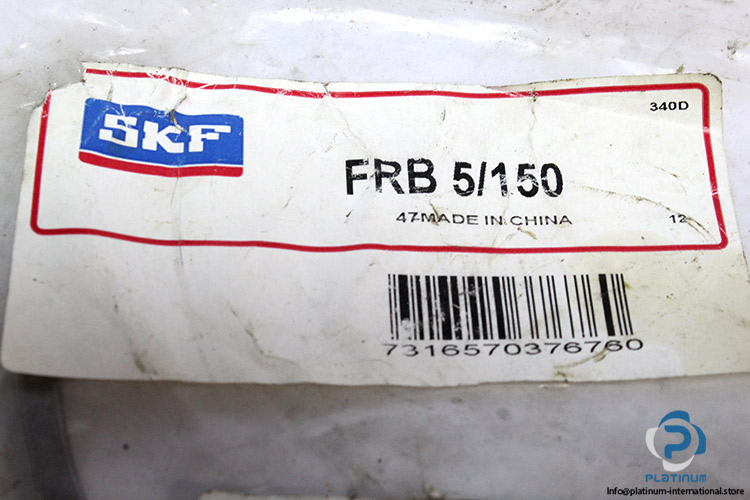 340D
SKF
FRB 5/150
47 MADE IN CHINA
12
7316570376760
PLATINUM
Info@platinum-international.store